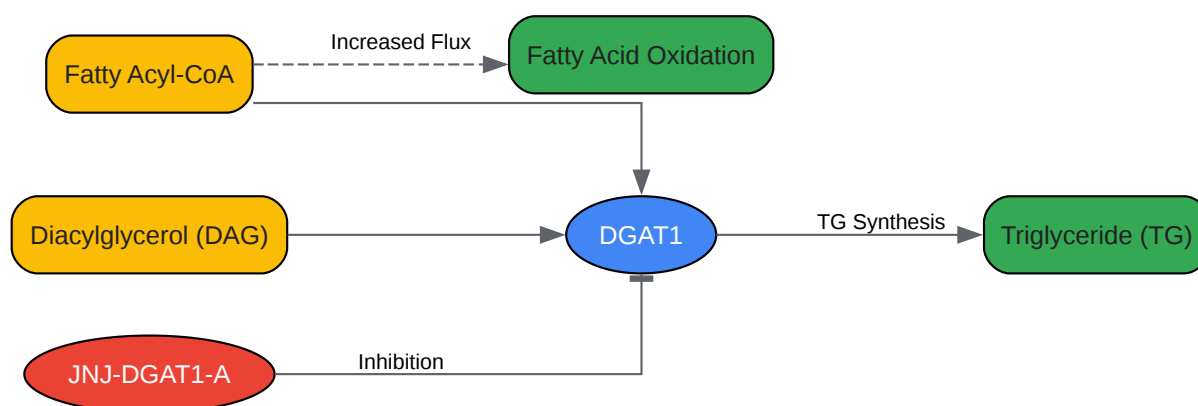 Increased Flux
Fatty Acyl-CoA
Fatty Acid Oxidation
Diacylglycerol (DAG)
DGAT1
TG Synthesis
Triglyceride (TG)
JNJ-DGAT1-A
Inhibition